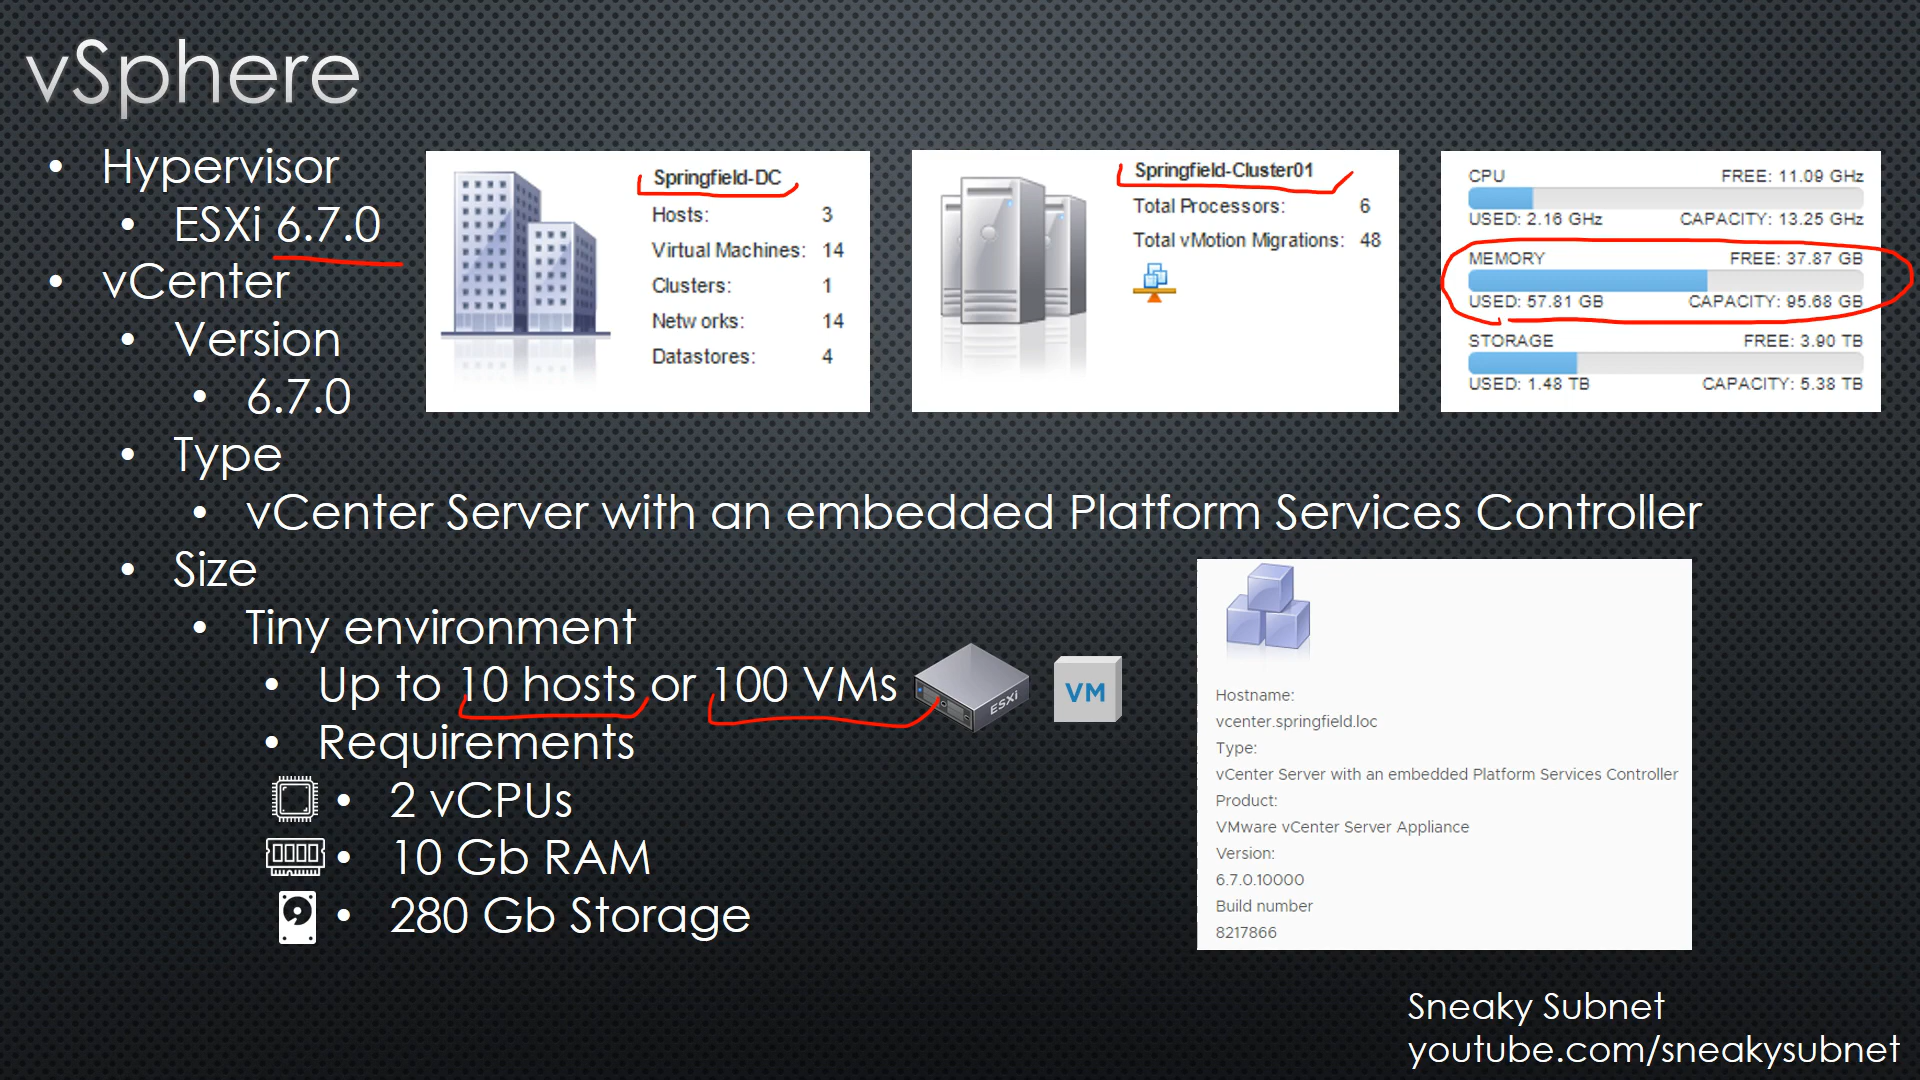 vSphere
Hypervisor
ESXi 6.7.0
vCenter
Version
6.7.0
Type
vCenter Server with an embedded Platform Services Controller
Size
Tiny environment
Up to 10 hosts or 100 VMs
Requirements
2 vCPUs
10 Gb RAM
280 Gb Storage
Springfield-DC
Hosts: 3
Virtual Machines: 14
Clusters: 1
Networks: 14
Datastores: 4
Springfield-Cluster01
Total Processors: 6
Total vMotion Migrations: 48
CPU FREE: 11.09 GHz
USED: 2.16 GHz CAPACITY: 13.25 GHz
MEMORY FREE: 37.87 GB
USED: 57.81 GB CAPACITY: 95.68 GB
STORAGE FREE: 3.90 TB
USED: 1.48 TB CAPACITY: 5.38 TB
ESXi
VM
Hostname:
vcenter.springfield.loc
Type:
vCenter Server with an embedded Platform Services Controller
Product:
VMware vCenter Server Appliance
Version:
6.7.0.10000
Build number
8217866
Sneaky Subnet
youtube.com/sneakysubnet